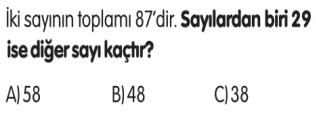 İki sayının toplamı 87'dir. Sayılardan biri 29
ise diğer sayı kaçtır?
A) 58 B) 48 C) 38